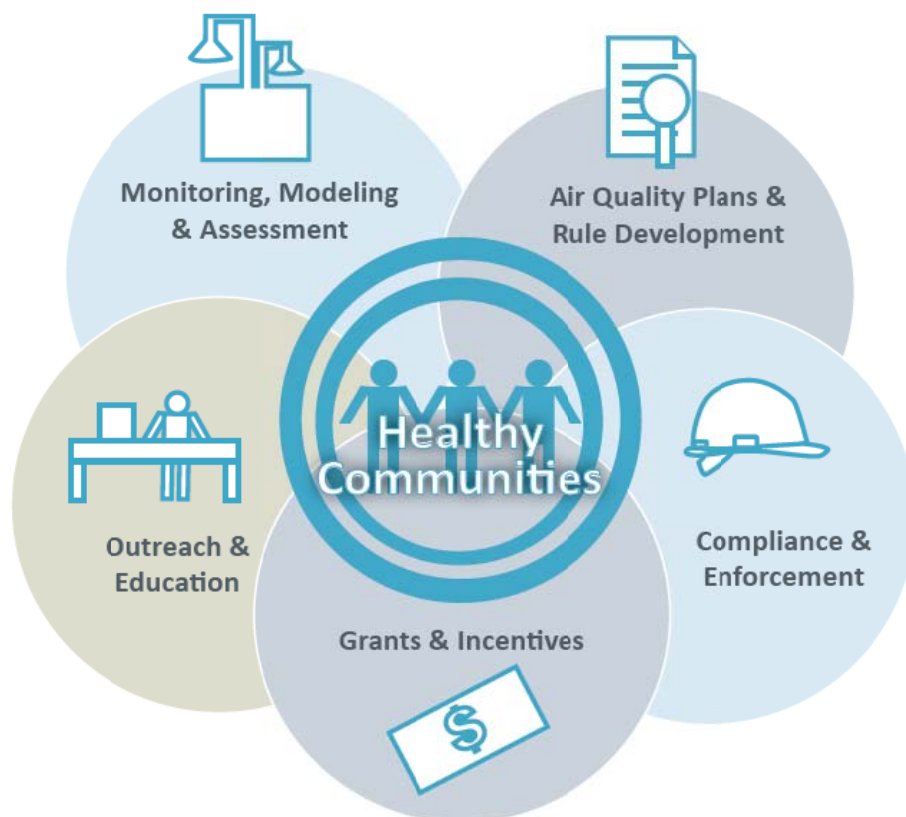 Monitoring, Modeling
& Assessment
Air Quality Plans &
Rule Development
Healthy
Communities
Outreach &
Education
Compliance &
Enforcement
Grants & Incentives
$